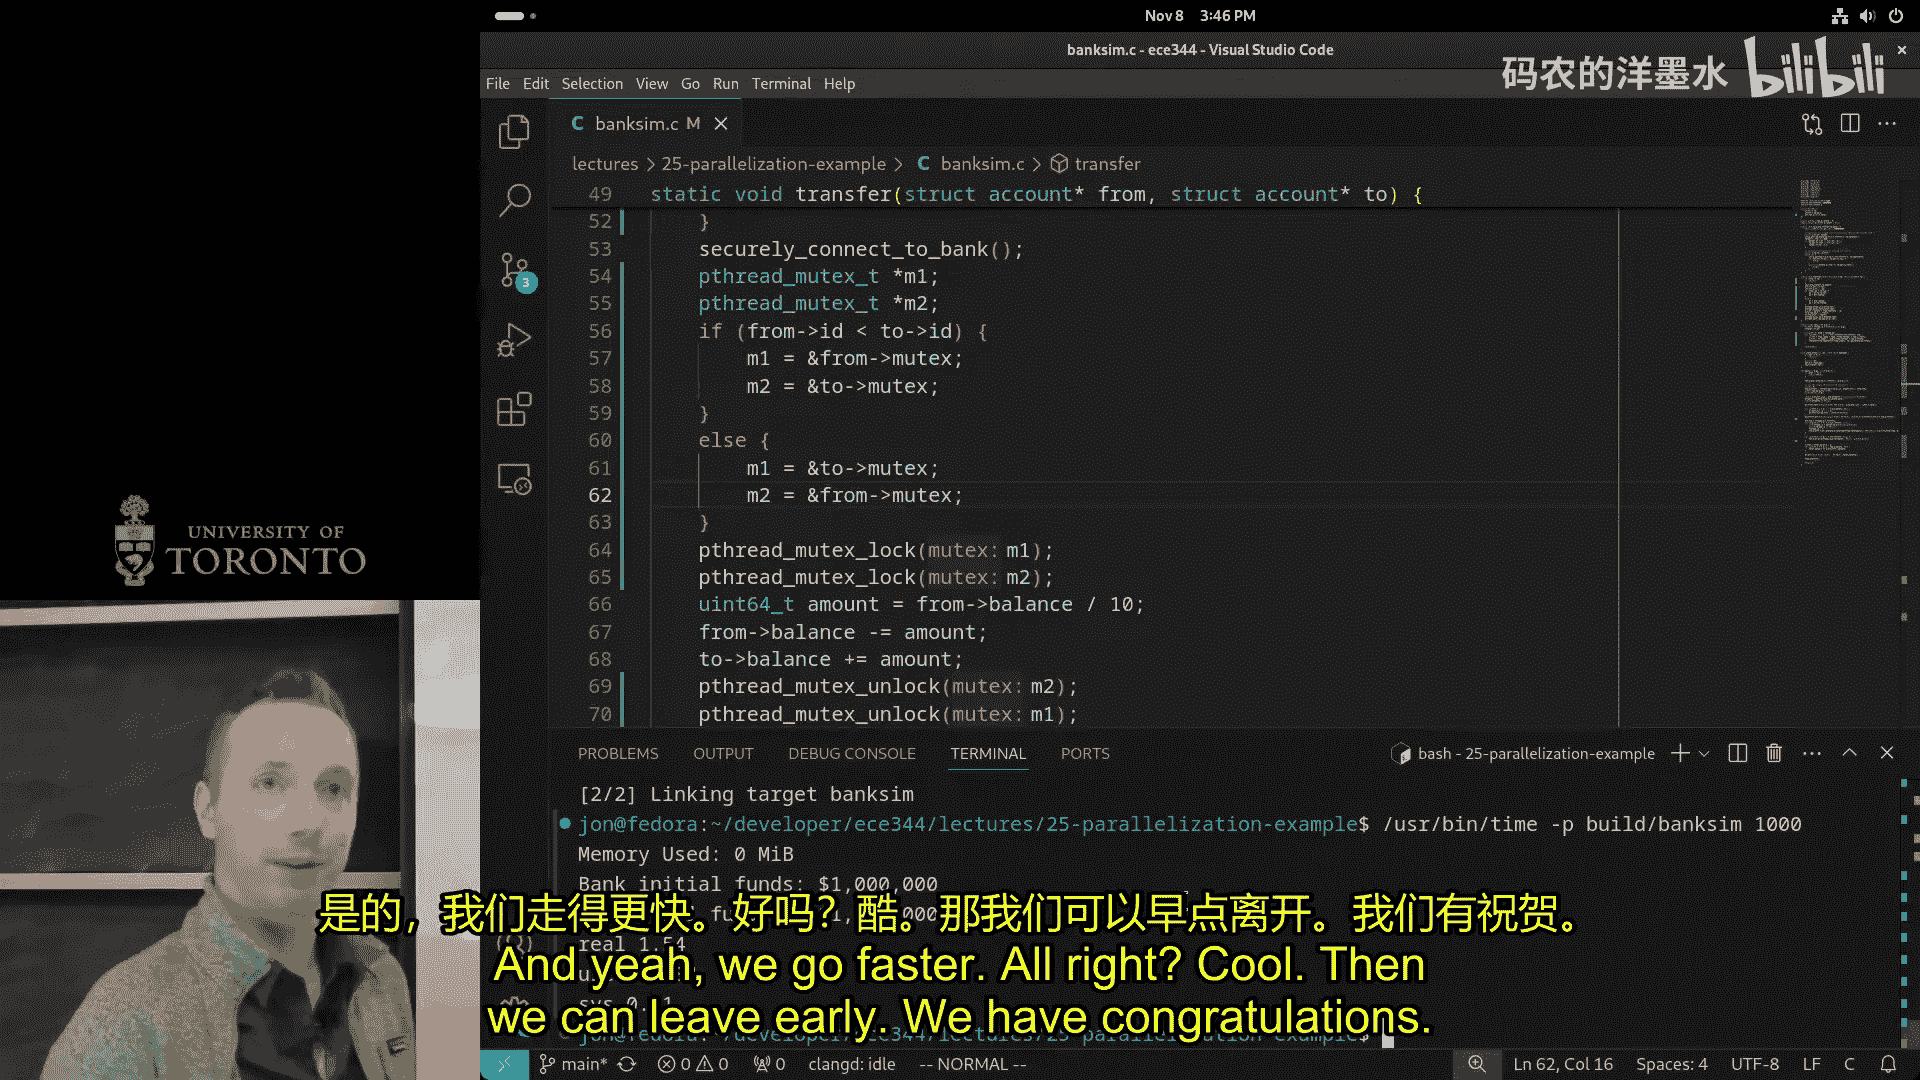 Nov 8 3:46 PM
banksim.c - ece344 - Visual Studio Code
码农的洋墨水 bilibili
File Edit Selection View Go Run Terminal Help
banksim.c M
lectures > 25-parallelization-example > C banksim.c > transfer
49 static void transfer(struct account* from, struct account* to) {
52 }
53 securely_connect_to_bank();
54 pthread_mutex_t *m1;
55 pthread_mutex_t *m2;
56 if (from->id < to->id) {
57 m1 = &from->mutex;
58 m2 = &to->mutex;
59 }
60 else {
61 m1 = &to->mutex;
62 m2 = &from->mutex;
63 }
64 pthread_mutex_lock(mutex: m1);
65 pthread_mutex_lock(mutex: m2);
66 uint64_t amount = from->balance / 10;
67 from->balance -= amount;
68 to->balance += amount;
69 pthread_mutex_unlock(mutex: m2);
70 pthread_mutex_unlock(mutex: m1);
3
UNIVERSITY OF
TORONTO
PROBLEMS OUTPUT DEBUG CONSOLE TERMINAL PORTS
bash - 25-parallelization-example
[2/2] Linking target banksim
jon@fedora:~/developer/ece344/lectures/25-parallelization-example$ /usr/bin/time -p build/banksim 1000
Memory Used: 0 MiB
Bank initial funds: $1,000,000
real 1.54
是的，我们走得更快。好吗？酷。那我们可以早点离开。我们有祝贺。
And yeah, we go faster. All right? Cool. Then
we can leave early. We have congratulations.
main* 0 0 0 clangd: idle -- NORMAL -- Ln 62, Col 16 Spaces: 4 UTF-8 LF C